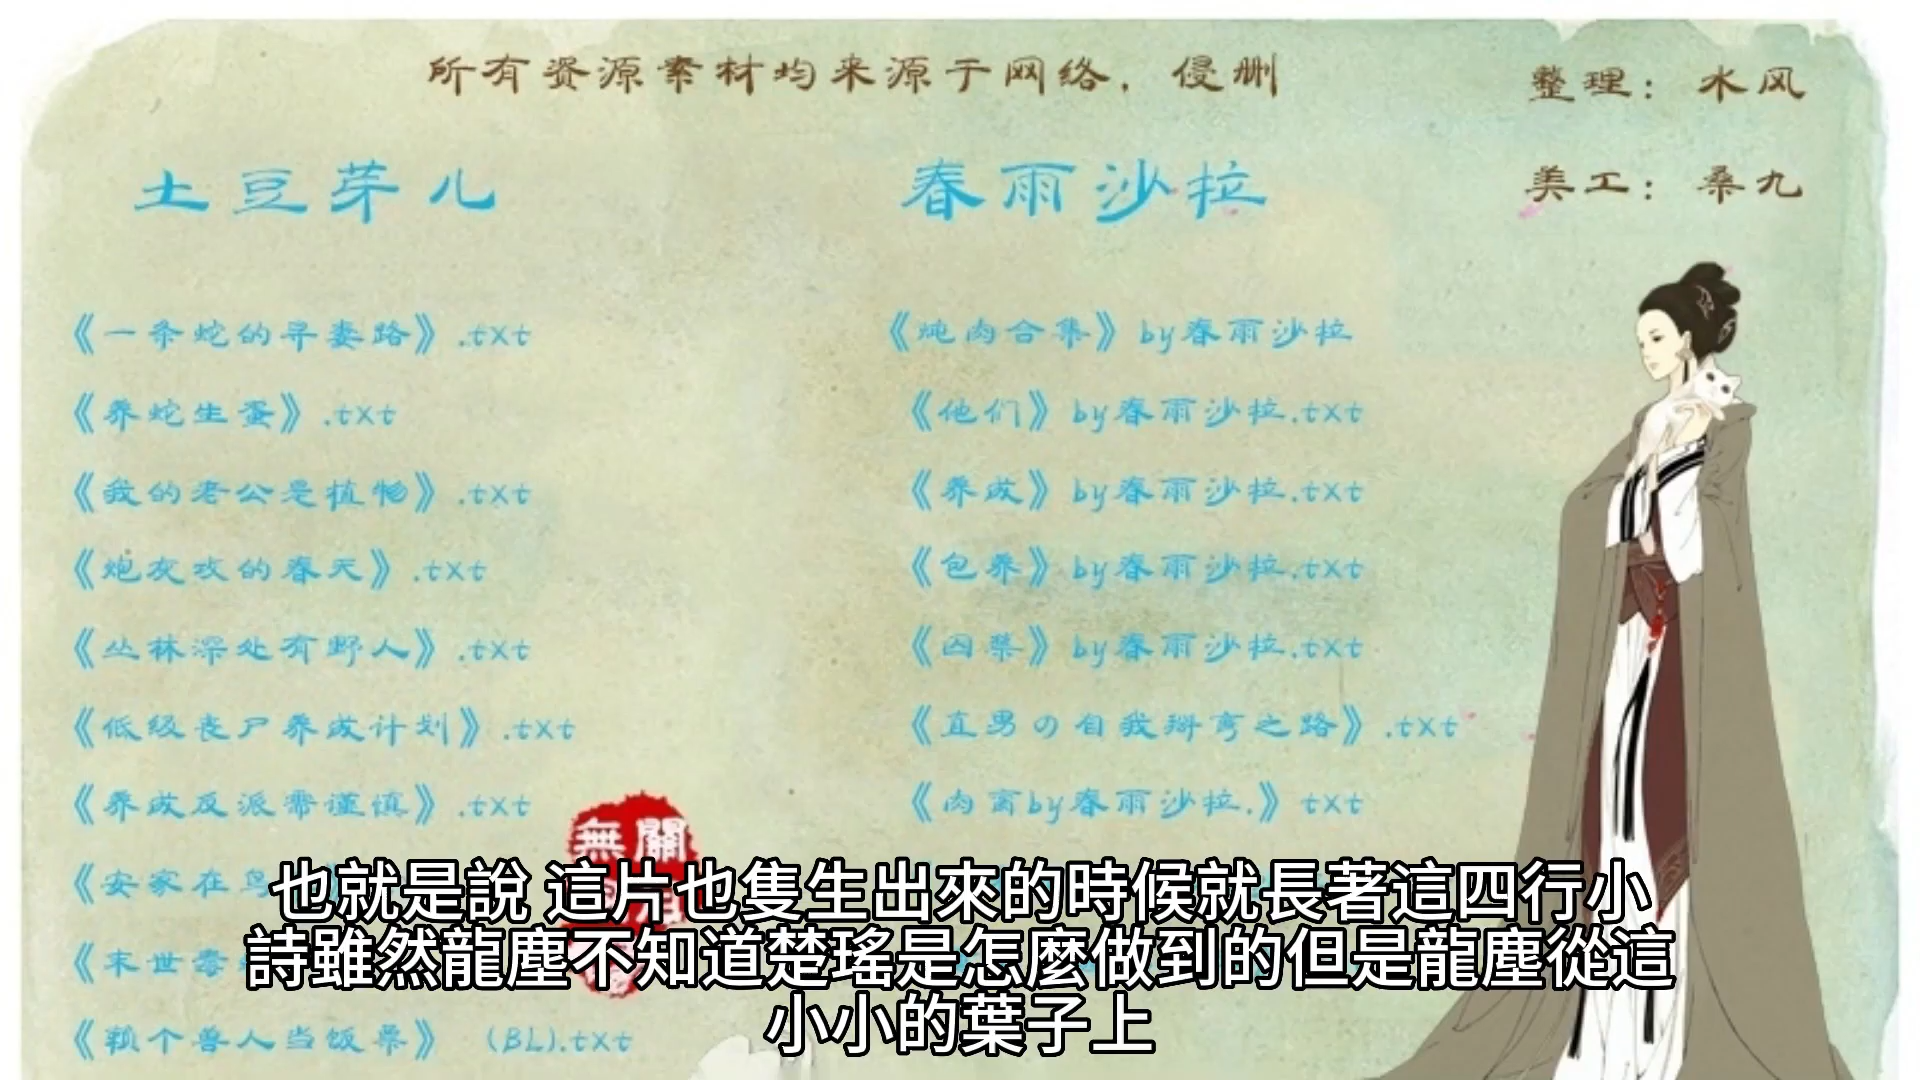 所有资源素材均来源于网络，侵删
整理：水风
美工：桑九
土豆芽儿
《一条蛇的寻妻路》.txt
《养蛇生蛋》.txt
《我的老公是植物》.txt
《炮灰攻的春天》.txt
《丛林深处有野人》.txt
《低级丧尸养成计划》.txt
《养成反派需谨慎》.txt
《安家在鸟
《末世毒
《赖个兽人当饭票》 (BL).txt
春雨沙拉
《炖肉合集》by春雨沙拉
《他们》by春雨沙拉.txt
《养成》by春雨沙拉.txt
《包养》by春雨沙拉.txt
《囚禁》by春雨沙拉.txt
《直男の自我掰弯之路》.txt
《肉禽by春雨沙拉.》txt
無關
也就是說 這片也隻生出來的時候就長著這四行小
詩雖然龍塵不知道楚瑤是怎麼做到的但是龍塵從這
小小的葉子上